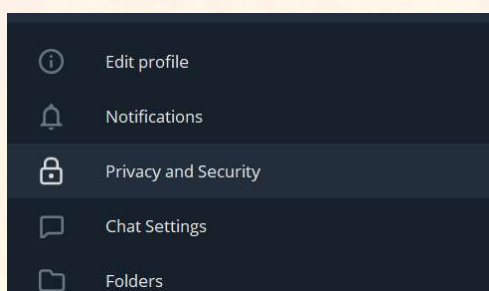 Edit profile
Notifications
Privacy and Security
Chat Settings
Folders